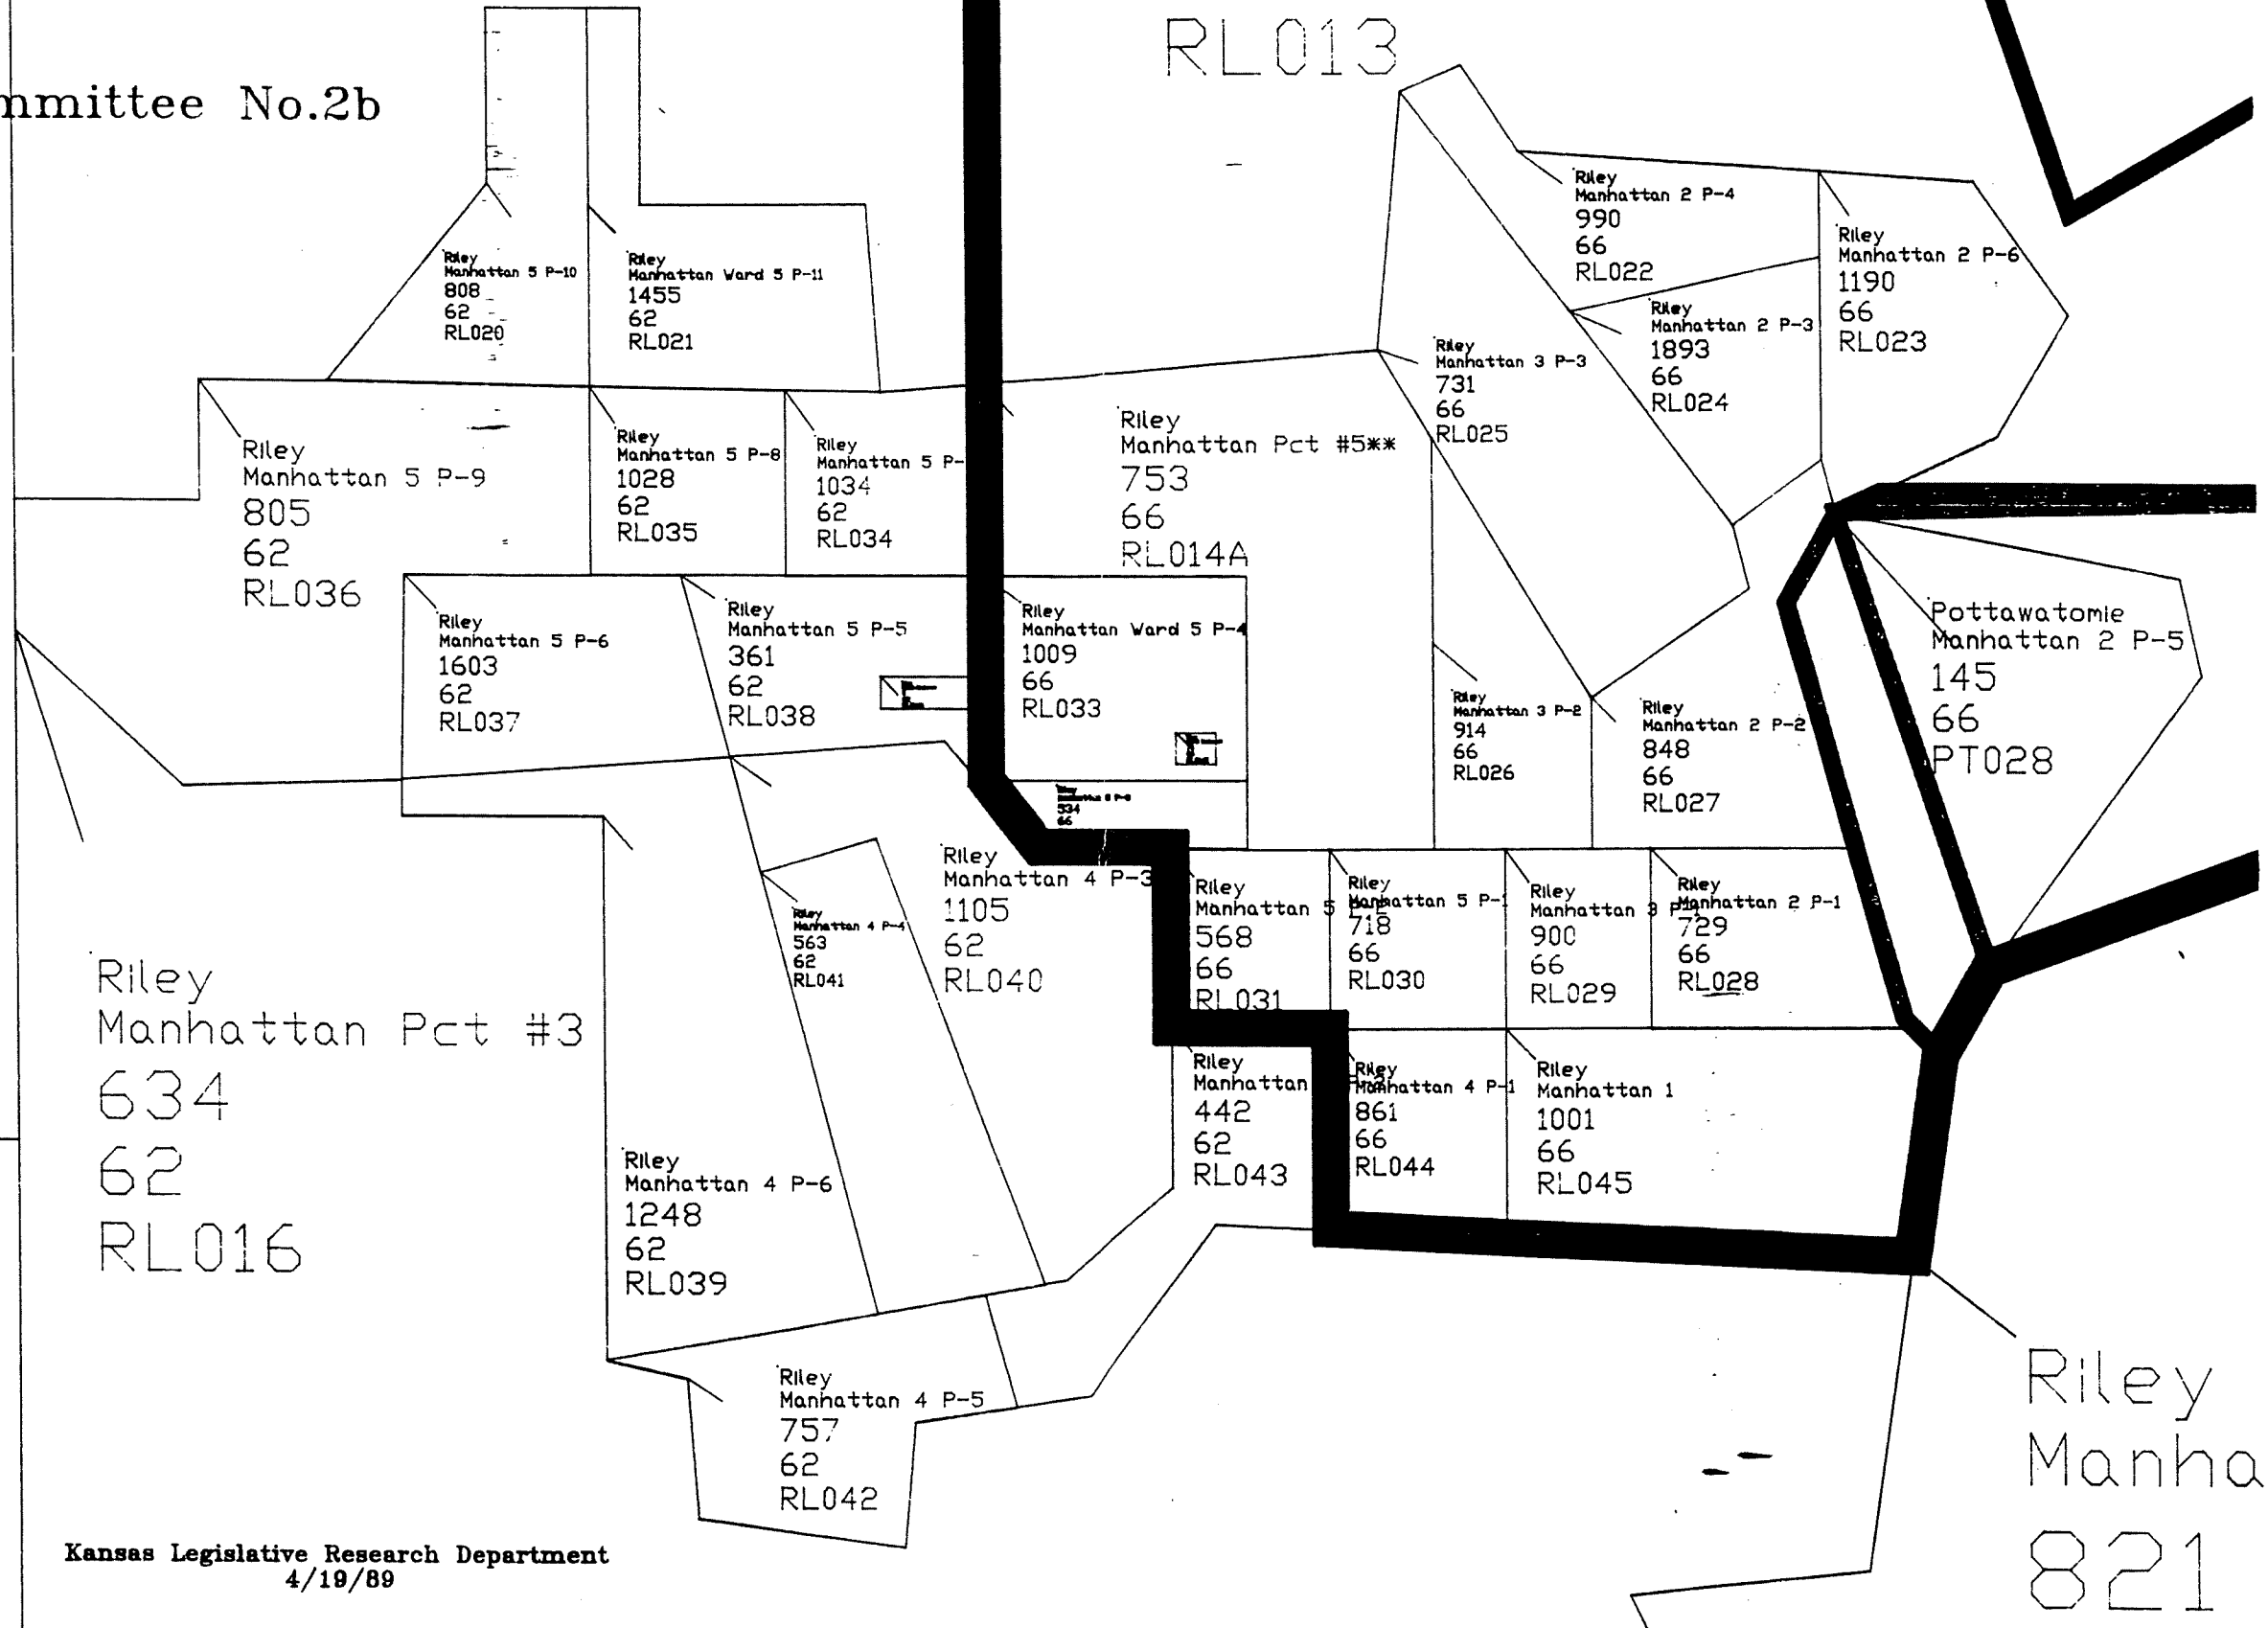 mmittee No.2b
RL013
Riley
Manhattan 2 P-4
990
66
RL022
Riley
Manhattan 2 P-6
1190
66
RL023
Riley
Manhattan 5 P-10
808
62
RL020
Riley
Manhattan Ward 5 P-11
1455
62
RL021
Riley
Manhattan 2 P-3
1893
66
RL024
Riley
Manhattan 3 P-3
731
66
RL025
Riley
Manhattan 5 P-9
805
62
RL036
Riley
Manhattan 5 P-8
1028
62
RL035
Riley
Manhattan 5 P-
1034
62
RL034
Riley
Manhattan Pct #5**
753
66
RL014A
Riley
Manhattan 5 P-6
1603
62
RL037
Riley
Manhattan 5 P-5
361
62
RL038
Riley
Manhattan Ward 5 P-4
1009
66
RL033
Riley
Manhattan 3 P-2
914
66
RL026
Riley
Manhattan 2 P-2
848
66
RL027
Pottawatomie
Manhattan 2 P-5
145
66
PT028
534
66
Riley
Manhattan 4 P-3
1105
62
RL040
Riley
Manhattan 4 P-4
563
62
RL041
Riley
Manhattan 5
568
66
RL031
Riley
Manhattan 5 P-1
718
66
RL030
Riley
Manhattan 3
900
66
RL029
Riley
Manhattan 2 P-1
729
66
RL028
Riley
Manhattan Pct #3
634
62
RL016
Riley
Manhattan
442
62
RL043
Riley
Manhattan 4 P-1
861
66
RL044
Riley
Manhattan 1
1001
66
RL045
Riley
Manhattan 4 P-6
1248
62
RL039
Riley
Manhattan 4 P-5
757
62
RL042
Riley
Manha
821
Kansas Legislative Research Department
4/19/89